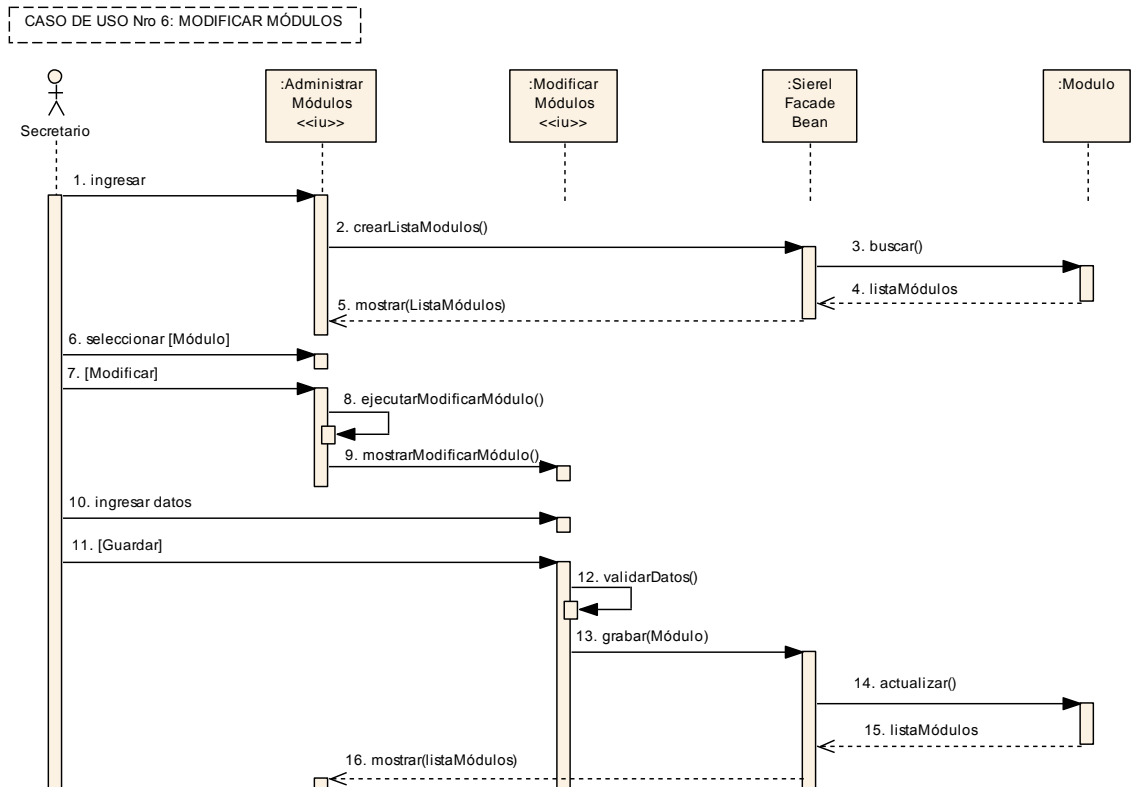 CASO DE USO Nro 6: MODIFICAR MÓDULOS
Secretario
:Administrar
Módulos
<<iu>>
:Modificar
Módulos
<<iu>>
:Sierel
Facade
Bean
:Modulo
1. ingresar
2. crearListaModulos()
3. buscar()
4. listaMódulos
5. mostrar(ListaMódulos)
6. seleccionar [Módulo]
7. [Modificar]
8. ejecutarModificarMódulo()
9. mostrarModificarMódulo()
10. ingresar datos
11. [Guardar]
12. validarDatos()
13. grabar(Módulo)
14. actualizar()
15. listaMódulos
16. mostrar(listaMódulos)